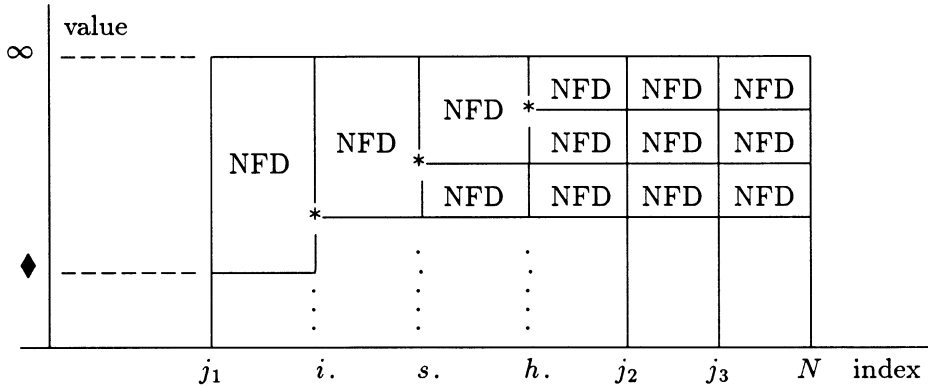 value
∞
NFD NFD NFD
NFD
*
NFD
NFD NFD NFD NFD
*
NFD NFD NFD NFD
*
♦
j₁ i. s. h. j₂ j₃ N index